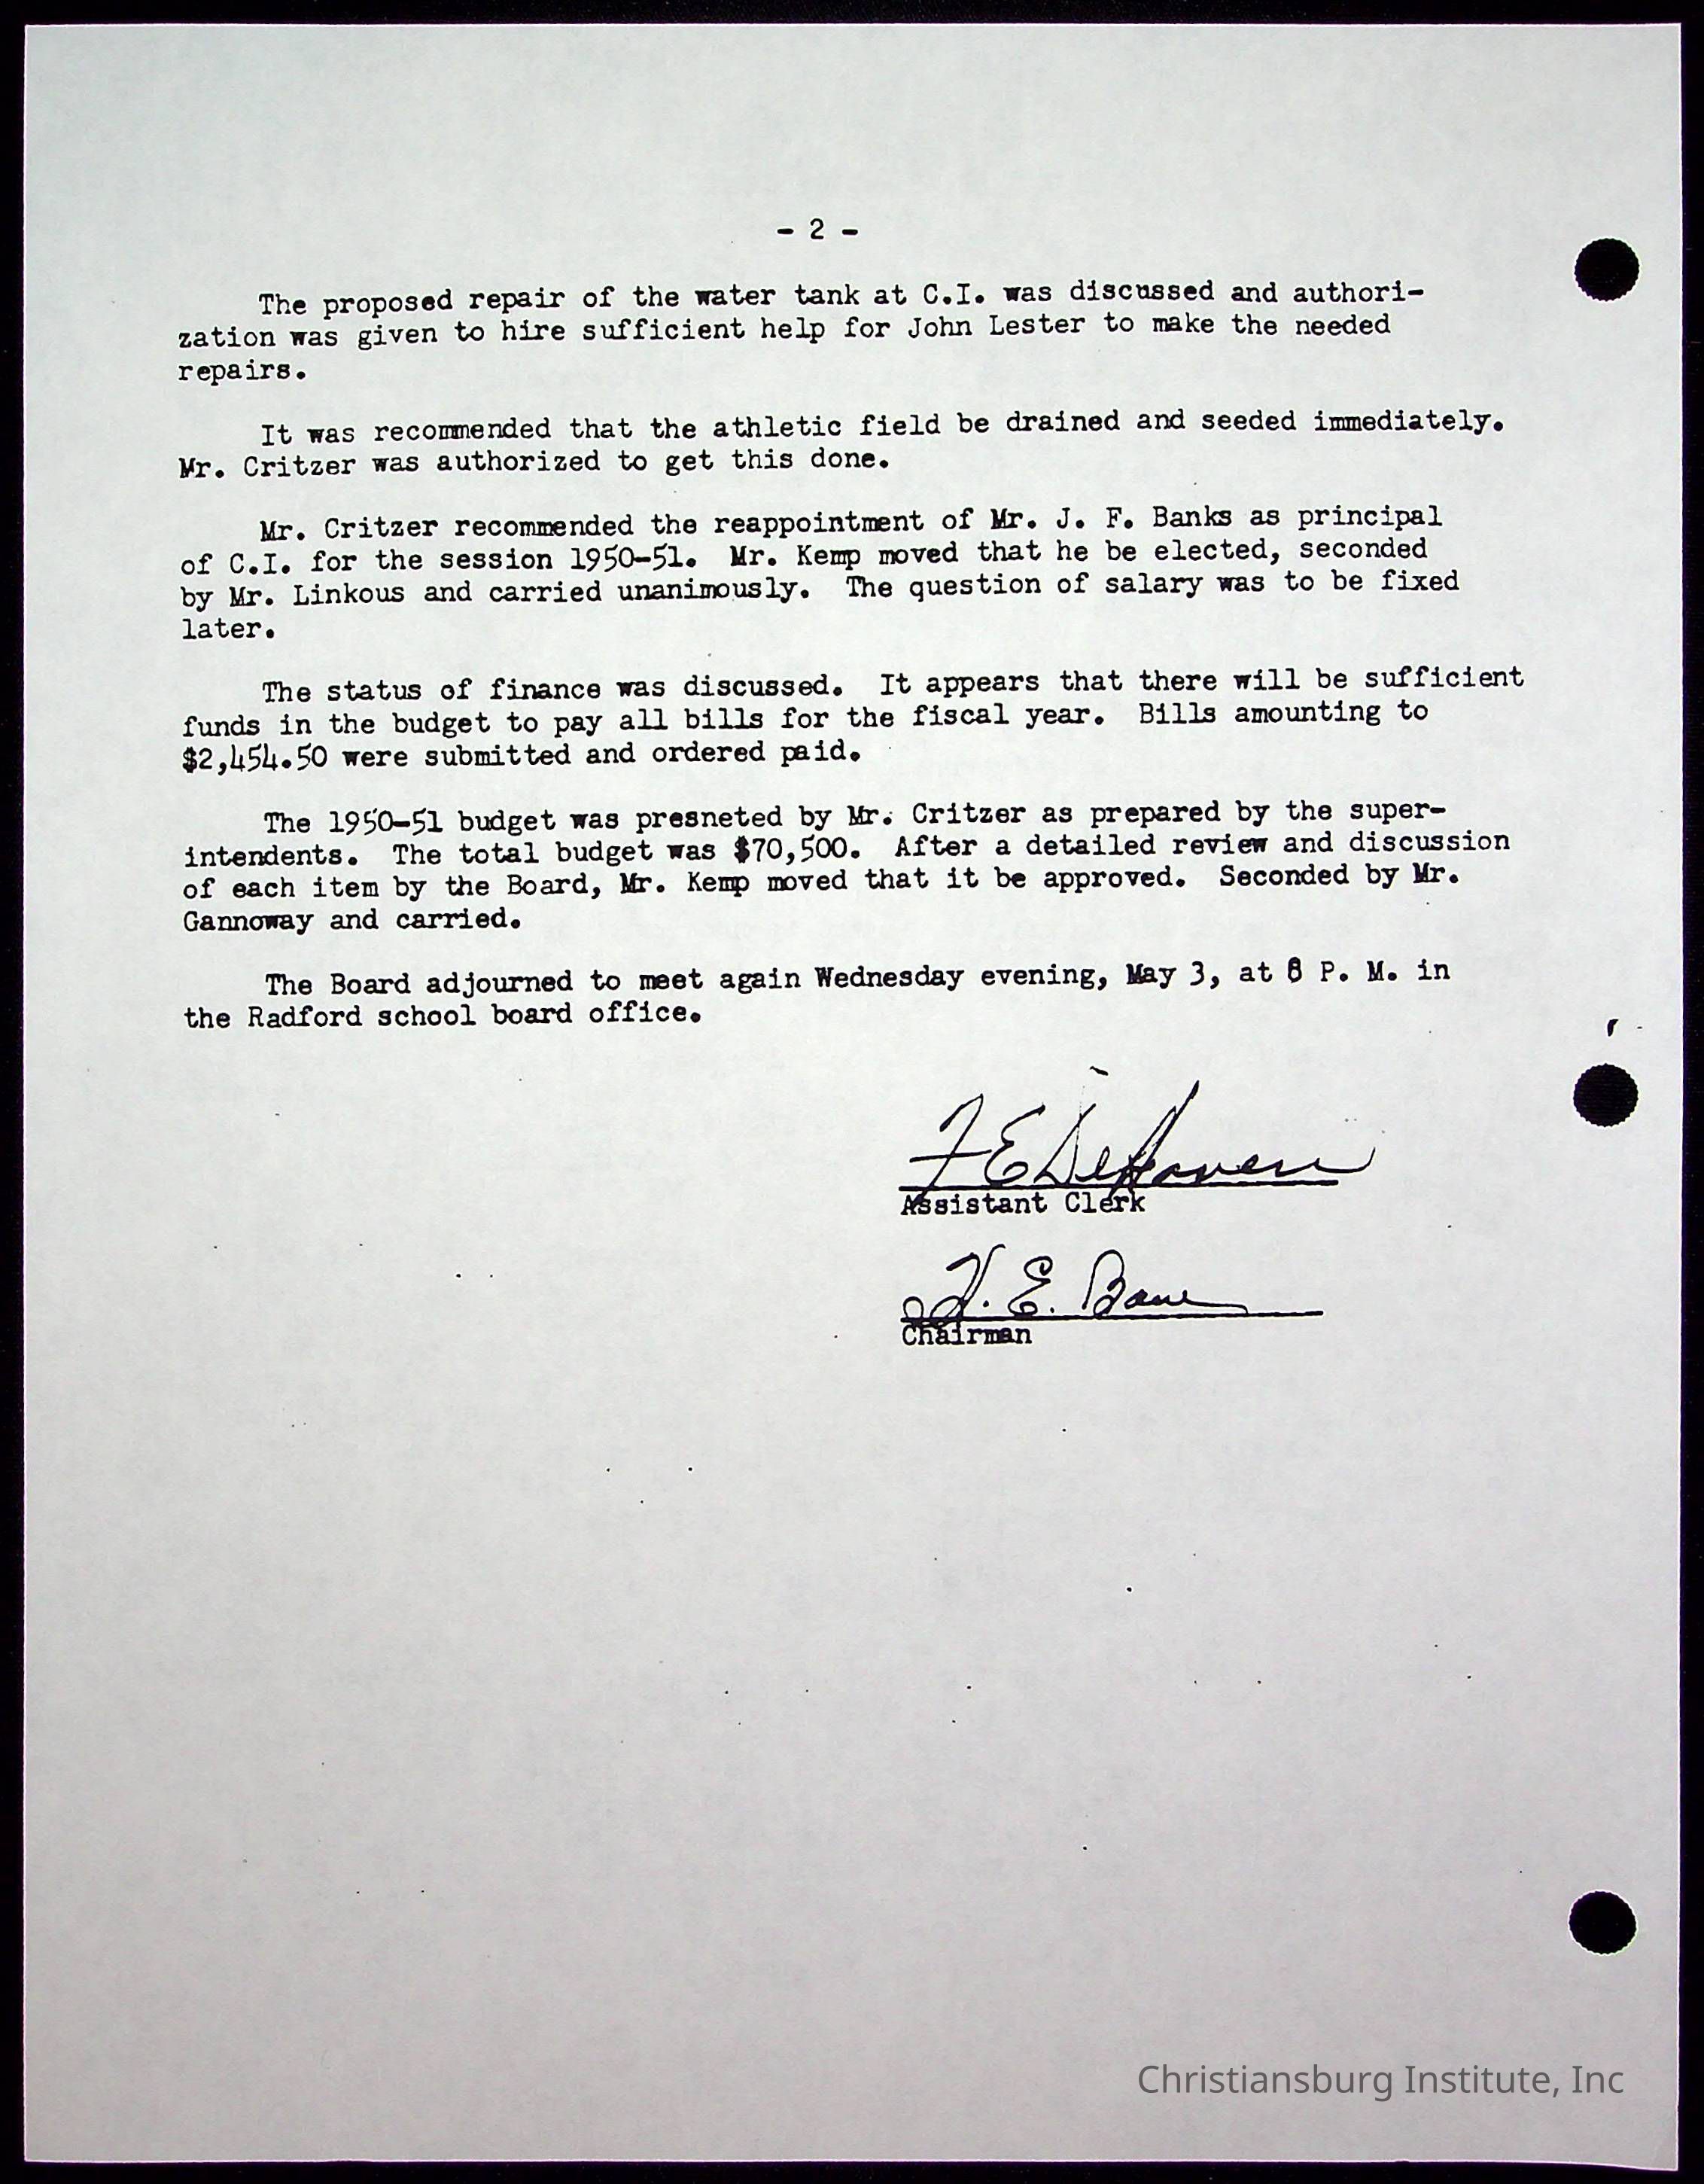 - 2 -
The proposed repair of the water tank at C.I. was discussed and authori-
zation was given to hire sufficient help for John Lester to make the needed
repairs.
It was recommended that the athletic field be drained and seeded immediately.
Mr. Critzer was authorized to get this done.
Mr. Critzer recommended the reappointment of Mr. J. F. Banks as principal
of C.I. for the session 1950-51. Mr. Kemp moved that he be elected, seconded
by Mr. Linkous and carried unanimously. The question of salary was to be fixed
later.
The status of finance was discussed. It appears that there will be sufficient
funds in the budget to pay all bills for the fiscal year. Bills amounting to
$2,454.50 were submitted and ordered paid.
The 1950-51 budget was presneted by Mr. Critzer as prepared by the super-
intendents. The total budget was $70,500. After a detailed review and discussion
of each item by the Board, Mr. Kemp moved that it be approved. Seconded by Mr.
Gannoway and carried.
The Board adjourned to meet again Wednesday evening, May 3, at 8 P. M. in
the Radford school board office.
F E DeHaven
Assistant Clerk
H. E. Bane
Chairman
Christiansburg Institute, Inc